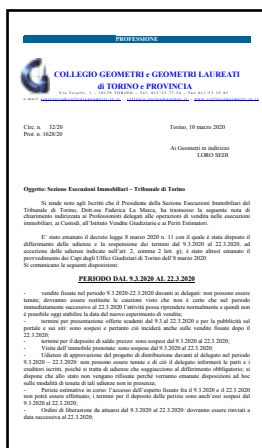 PROFESSIONE
COLLEGIO GEOMETRI e GEOMETRI LAUREATI
di TORINO e PROVINCIA
Circ. n. 32/20
Torino, 10 marzo 2020
Prot. n. 1628/20
Ai Geometri in indirizzo
LORO SEDI
Oggetto: Sezione Esecuzioni Immobiliari – Tribunale di Torino
Si rende noto agli Iscritti che il Presidente della Sezione Esecuzioni Immobiliari del
Tribunale di Torino, Dott.ssa Federica La Marca, ha trasmesso la seguente nota di
chiarimento indirizzata ai Professionisti delegati alle operazioni di vendita nelle esecuzioni
immobiliari, ai Custodi, all'Istituto Vendite Giudiziarie e ai Periti Estimatori.
E' stato emanato il decreto legge 8 marzo 2020 n. 11 con il quale è stato disposto il
differimento delle udienze e la sospensione dei termini dal 9.3.2020 al 22.3.2020, ad
eccezione delle udienze indicate nell'art. 2, comma 2 lett. g); è stato altresì emanato il
provvedimento dei Capi degli Uffici Giudiziari di Torino dell'8 marzo 2020.
Si comunicano le seguenti disposizioni:
PERIODO DAL 9.3.2020 AL 22.3.2020
- vendite fissate nel periodo 9.3.2020-22.3.2020 davanti ai delegati: non possono essere
tenute; dovranno essere restituite le cauzioni visto che non è certo che nel periodo
immediatamente successivo al 22.3.2020 l'attività possa riprendere normalmente e quindi non
è possibile oggi stabilire la data del nuovo esperimento di vendita;
- termini per presentazione offerte scadenti dal 9.3.al 22.3.2020 e per la pubblicità sul
portale e sui siti: sono sospesi e pertanto ciò inciderà anche sulle vendite fissate dopo il
22.3.2020;
- termini per il deposito di saldo prezzo: sono sospesi dal 9.3.2020 al 22.3.2020;
- Visite dell'immobile prenotate: sono sospese dal 9.3.2020 al 22.3.2020.
- Udienze di approvazione del progetto di distribuzione davanti al delegato nel periodo
9.3.2020 – 22.3.2020: non possono essere tenute e di ciò il delegato informerà le parti e i
creditori iscritti, poiché si tratta di udienze che soggiacciono al differimento obbligatorio; si
dispone che allo stato non vengano rifissate perché verranno emanate disposizioni ad hoc
sulle modalità di tenuta di tali udienze non in presenza;
- Perizie estimative in corso: l'accesso dell'esperto fissato fra il 9.3.2020 e il 22.3.2020
non potrà essere effettuato; i termini per il deposito delle perizie sono anch'essi sospesi dal
9.3.2020 al 22.3.2020;
- Ordini di liberazione da attuarsi dal 9.3.2020 al 22.3.2020: dovranno essere rinviati a
data successiva al 22.3.2020;